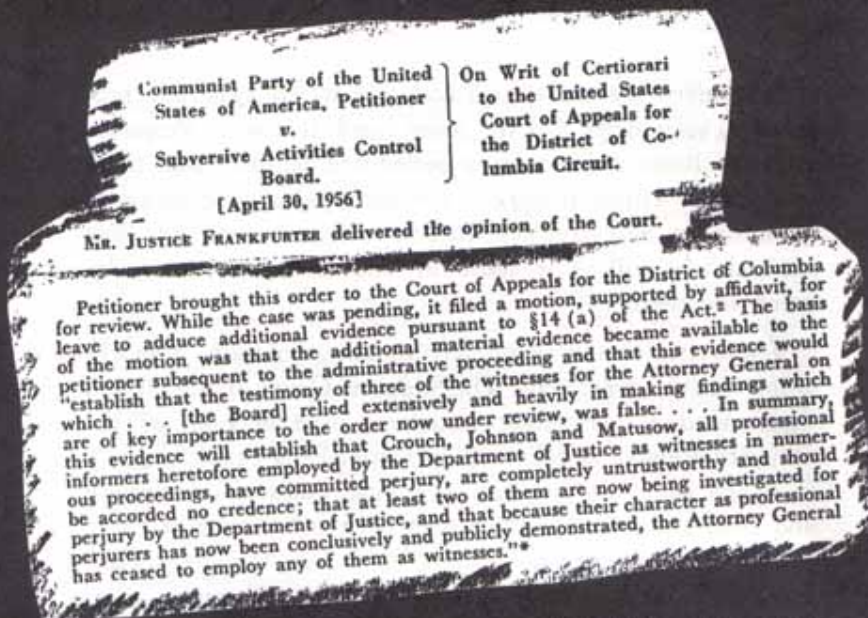 Communist Party of the United
States of America, Petitioner
v.
Subversive Activities Control
Board.
[April 30, 1956]
On Writ of Certiorari
to the United States
Court of Appeals for
the District of Co-
lumbia Circuit.
MR. JUSTICE FRANKFURTER delivered the opinion of the Court.
Petitioner brought this order to the Court of Appeals for the District of Columbia
for review. While the case was pending, it filed a motion, supported by affidavit, for
leave to adduce additional evidence pursuant to §14 (a) of the Act.² The basis
of the motion was that the additional material evidence became available to the
petitioner subsequent to the administrative proceeding and that this evidence would
"establish that the testimony of three of the witnesses for the Attorney General on
which . . . [the Board] relied extensively and heavily in making findings which
are of key importance to the order now under review, was false. . . . In summary,
this evidence will establish that Crouch, Johnson and Matusow, all professional
informers heretofore employed by the Department of Justice as witnesses in numer-
ous proceedings, have committed perjury, are completely untrustworthy and should
be accorded no credence; that at least two of them are now being investigated for
perjury by the Department of Justice, and that because their character as professional
perjurers has now been conclusively and publicly demonstrated, the Attorney General
has ceased to employ any of them as witnesses."*